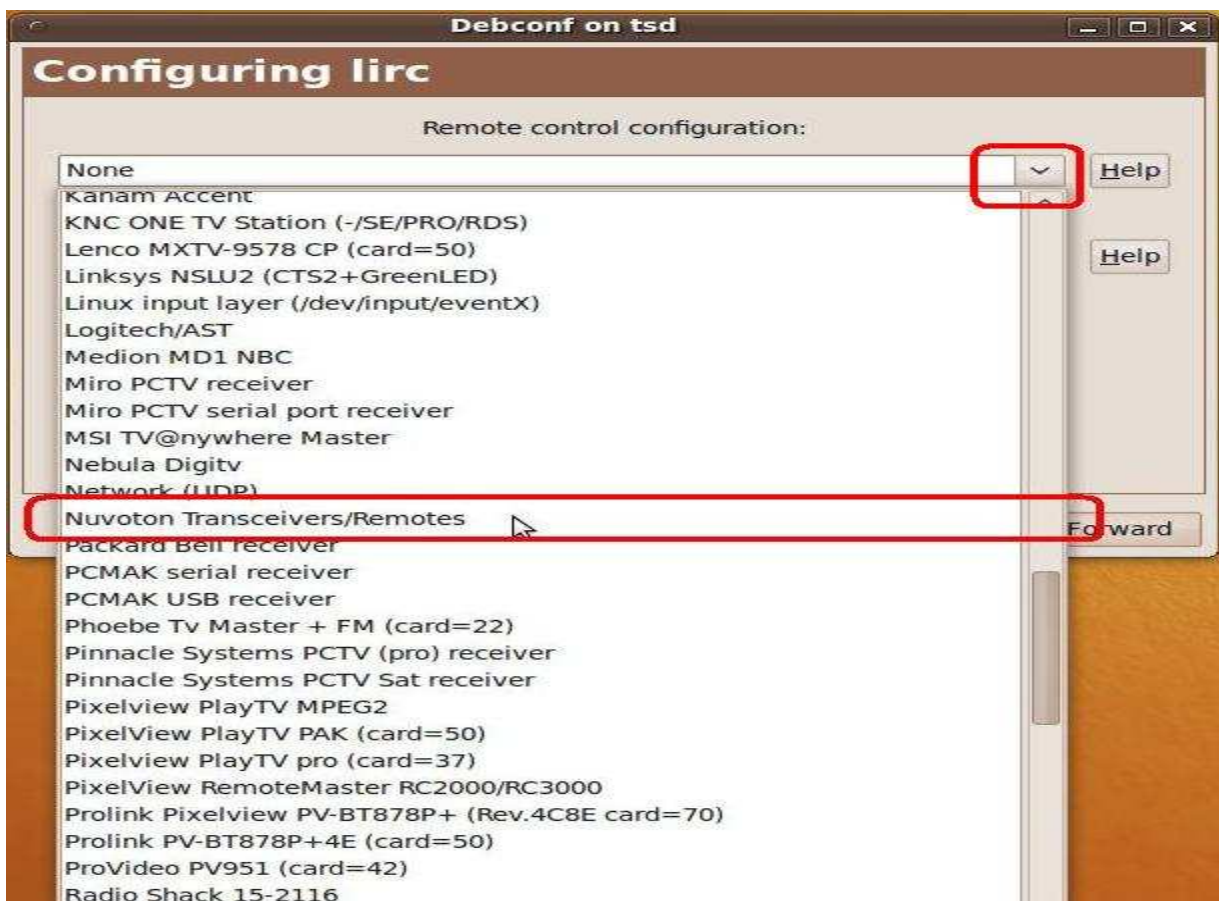 Debconf on tsd
Configuring lirc
Remote control configuration:
None
Help
Kanam Accent
KNC ONE TV Station (-/SE/PRO/RDS)
Lenco MXTV-9578 CP (card=50)
Help
Linksys NSLU2 (CTS2+GreenLED)
Linux input layer (/dev/input/eventX)
Logitech/AST
Medion MD1 NBC
Miro PCTV receiver
Miro PCTV serial port receiver
MSI TV@nywhere Master
Nebula Digitv
Network (UDP)
Nuvoton Transceivers/Remotes
Forward
Packard Bell receiver
PCMAK serial receiver
PCMAK USB receiver
Phoebe Tv Master + FM (card=22)
Pinnacle Systems PCTV (pro) receiver
Pinnacle Systems PCTV Sat receiver
Pixelview PlayTV MPEG2
PixelView PlayTV PAK (card=50)
Pixelview PlayTV pro (card=37)
PixelView RemoteMaster RC2000/RC3000
Prolink Pixelview PV-BT878P+ (Rev.4C8E card=70)
Prolink PV-BT878P+4E (card=50)
ProVideo PV951 (card=42)
Radio Shack 15-2116